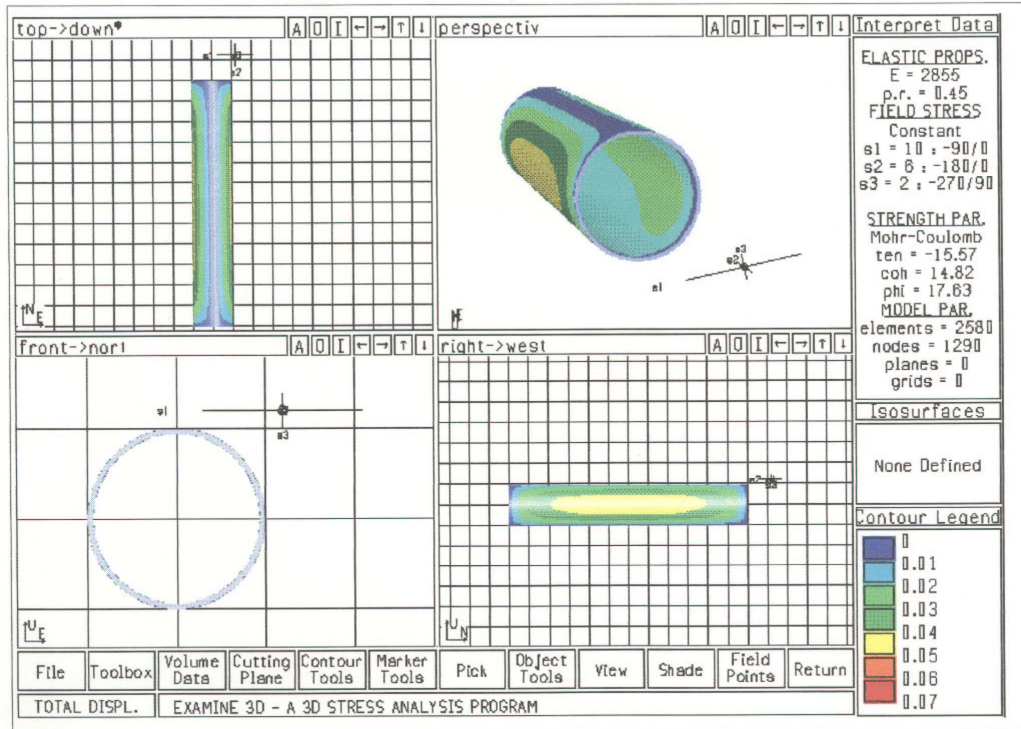 top->down*
A O I ← → ↑ ↓
perspectiv
A O I ← → ↑ ↓
Interpret Data
s1
s2
ELASTIC PROPS.
E = 2855
p.r. = 0.45
FIELD STRESS
Constant
s1 = 10 : -90/0
s2 = 6 : -180/0
s3 = 2 : -270/90
STRENGTH PAR.
Mohr-Coulomb
ten = -15.57
coh = 14.82
phi = 17.63
MODEL PAR.
elements = 2580
nodes = 1290
planes = 0
grids = 0
s3
s2
s1
N E
front->nort
A O I ← → ↑ ↓
right->west
A O I ← → ↑ ↓
s1
s3
s2
s3
U E
U N
Isosurfaces
None Defined
Contour Legend
0
0.01
0.02
0.03
0.04
0.05
0.06
0.07
File
Toolbox
Volume Data
Cutting Plane
Contour Tools
Marker Tools
Pick
Object Tools
View
Shade
Field Points
Return
TOTAL DISPL.
EXAMINE 3D - A 3D STRESS ANALYSIS PROGRAM